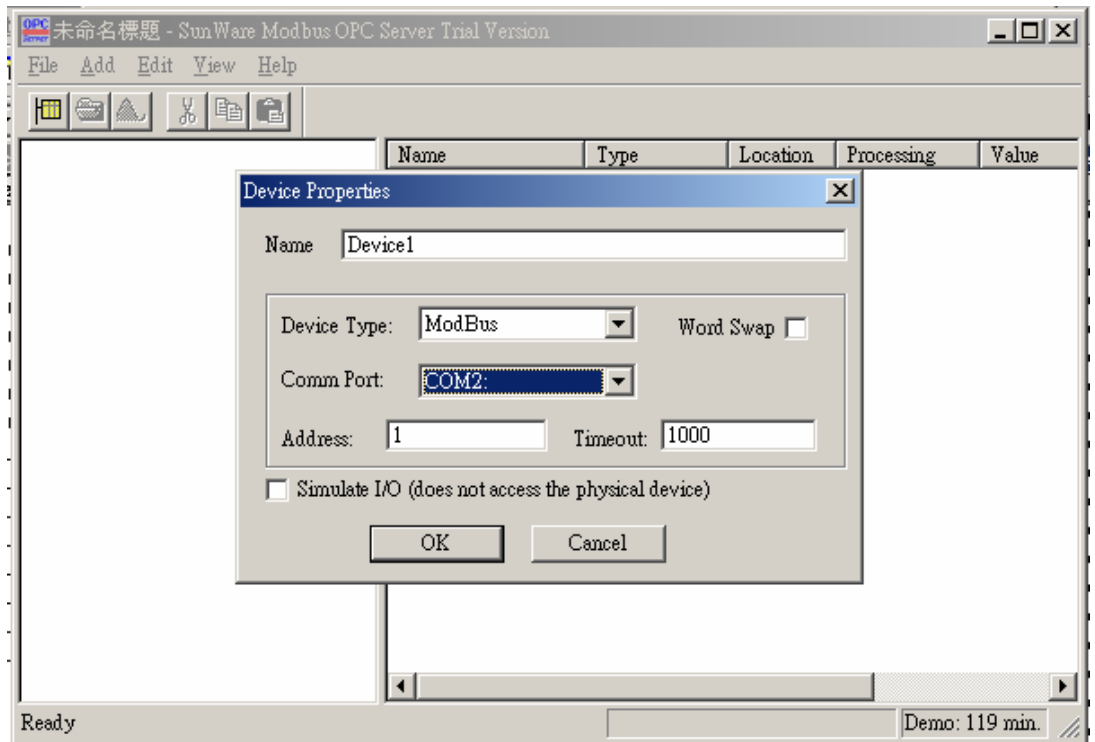 OPC 未命名標題 - SunWare Modbus OPC Server Trial Version
File Add Edit View Help
Name Type Location Processing Value
Device Properties
Name Device1
Device Type: ModBus Word Swap
Comm Port: COM2:
Address: 1 Timeout: 1000
Simulate I/O (does not access the physical device)
OK Cancel
Ready Demo: 119 min.